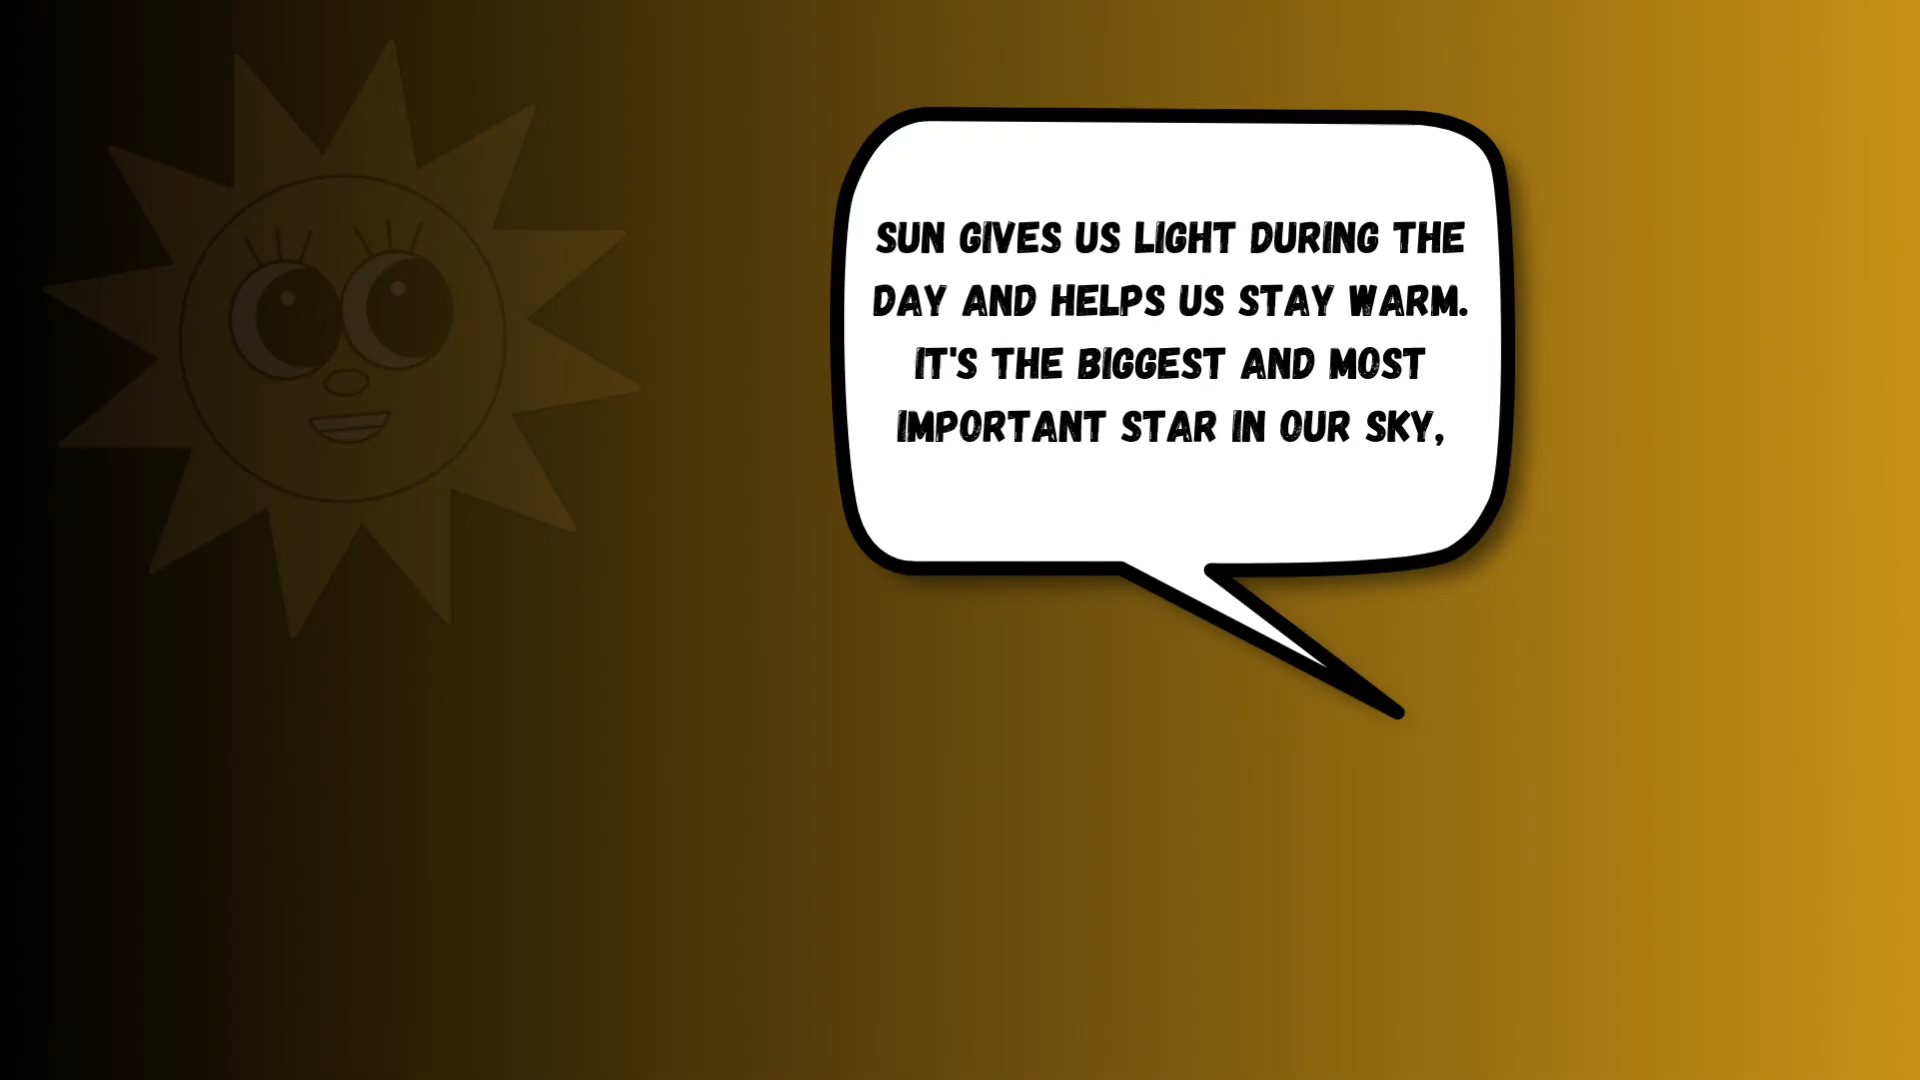 SUN GIVES US LIGHT DURING THE
DAY AND HELPS US STAY WARM.
IT'S THE BIGGEST AND MOST
IMPORTANT STAR IN OUR SKY,